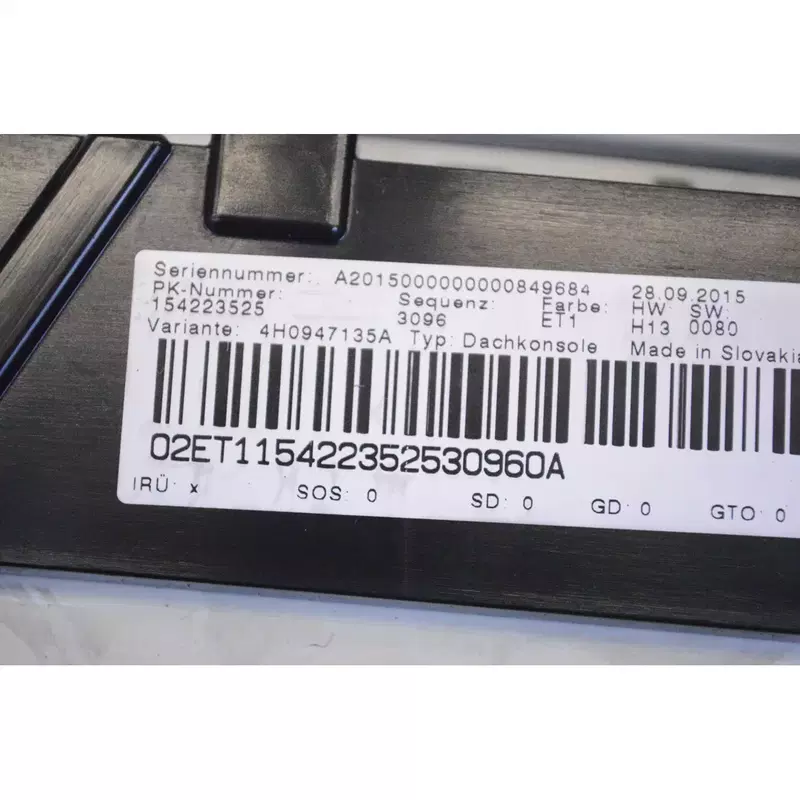 Seriennummer: A2015000000000849684 28.09.2015
PK-Nummer: Sequenz: Farbe: HW SW:
154223525 3096 ET1 H13 0080
Variante: 4H0947135A Typ: Dachkonsole Made in Slovakia
02ET115422352530960A
IRÜ: x SOS: 0 SD: 0 GD: 0 GTO: 0